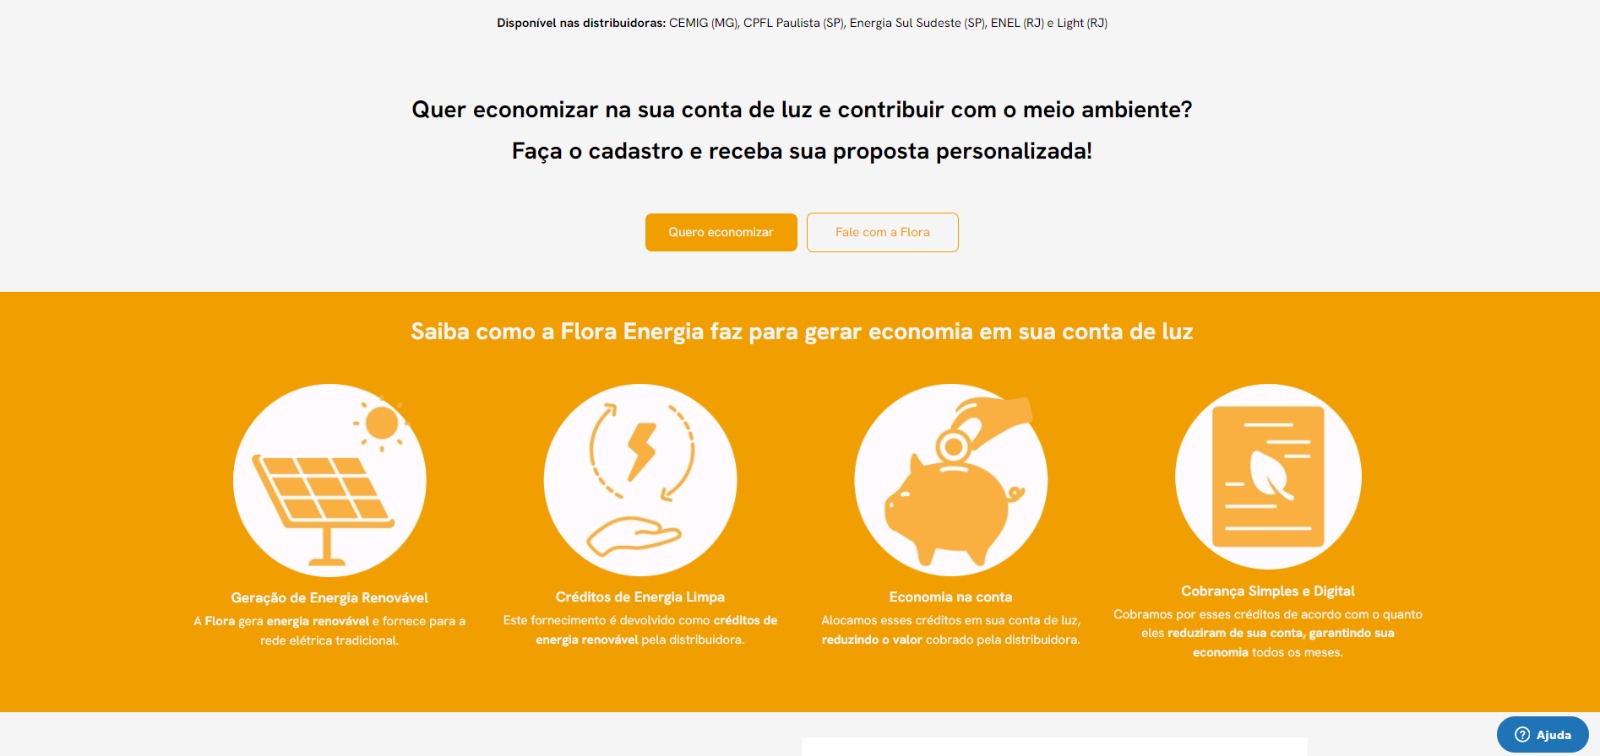 Disponível nas distribuidoras: CEMIG (MG), CPFL Paulista (SP), Energia Sul Sudeste (SP), ENEL (RJ) e Light (RJ)
Quer economizar na sua conta de luz e contribuir com o meio ambiente?
Faça o cadastro e receba sua proposta personalizada!
Quero economizar
Fale com a Flora
Saiba como a Flora Energia faz para gerar economia em sua conta de luz
Geração de Energia Renovável
A Flora gera energia renovável e fornece para a
rede elétrica tradicional.
Créditos de Energia Limpa
Este fornecimento é devolvido como créditos de
energia renovável pela distribuidora.
Economia na conta
Alocamos esses créditos em sua conta de luz,
reduzindo o valor cobrado pela distribuidora.
Cobrança Simples e Digital
Cobramos por esses créditos de acordo com o quanto
eles reduziram de sua conta, garantindo sua
economia todos os meses.
Ajuda